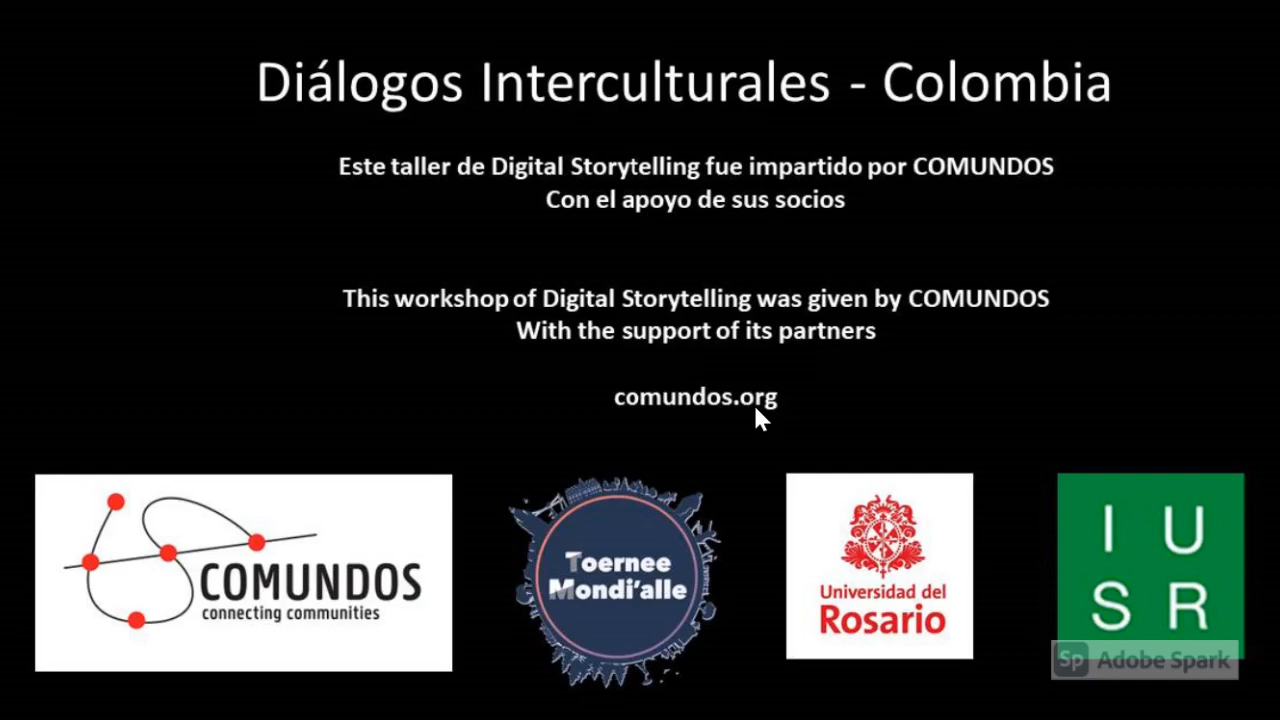 Diálogos Interculturales - Colombia
Este taller de Digital Storytelling fue impartido por COMUNDOS
Con el apoyo de sus socios
This workshop of Digital Storytelling was given by COMUNDOS
With the support of its partners
comundos.org
COMUNDOS
connecting communities
Toernee
Mondi'alle
Universidad del
Rosario
I U
S R
Sp Adobe Spark